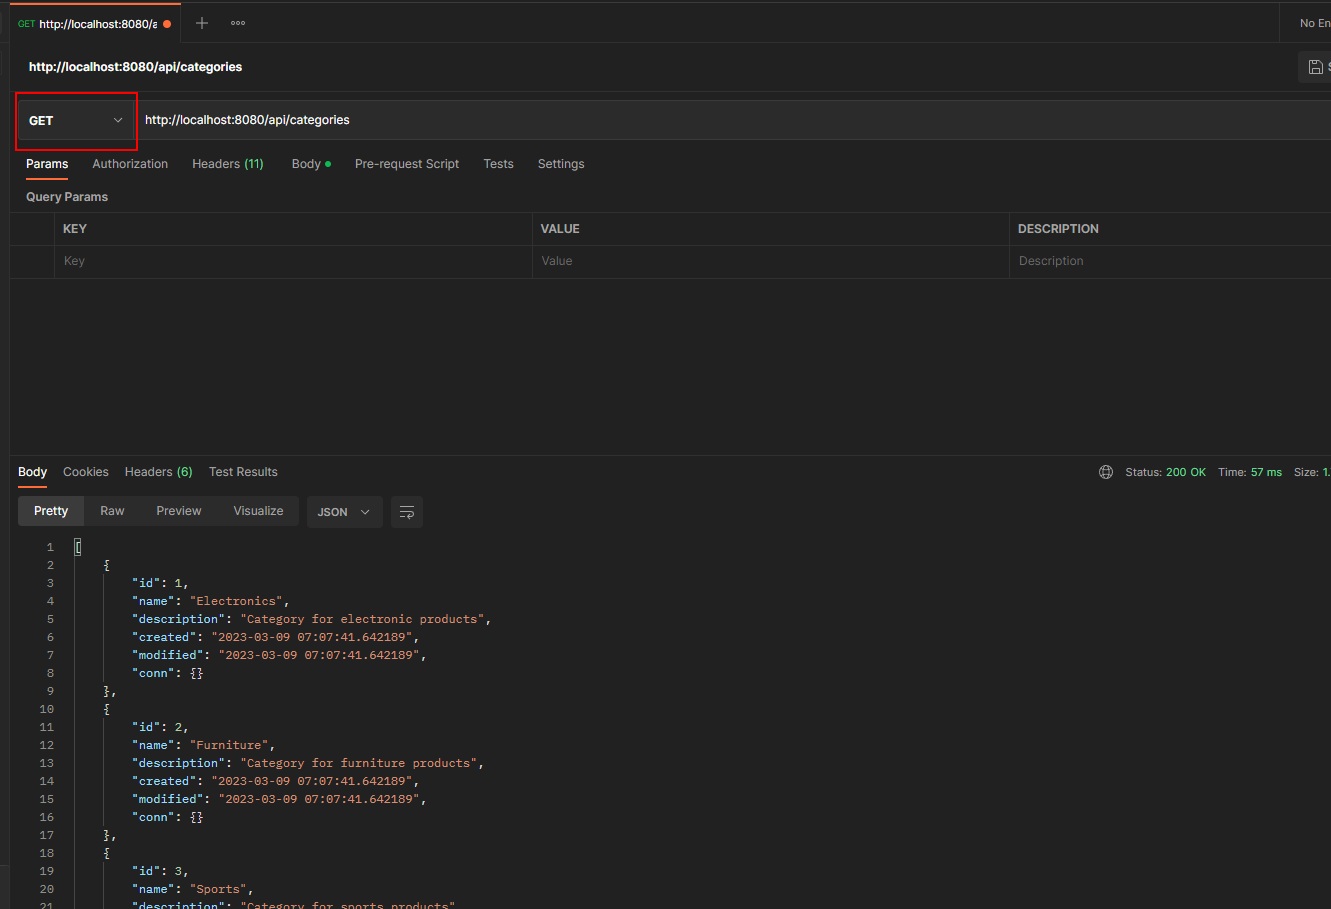 GET http://localhost:8080/a
No En
http://localhost:8080/api/categories
GET http://localhost:8080/api/categories
Params Authorization Headers (11) Body Pre-request Script Tests Settings
Query Params
KEY VALUE DESCRIPTION
Key Value Description
Body Cookies Headers (6) Test Results Status: 200 OK Time: 57 ms Size: 1.
Pretty Raw Preview Visualize JSON
1 [
2 {
3 "id": 1,
4 "name": "Electronics",
5 "description": "Category for electronic products",
6 "created": "2023-03-09 07:07:41.642189",
7 "modified": "2023-03-09 07:07:41.642189",
8 "conn": {}
9 },
10 {
11 "id": 2,
12 "name": "Furniture",
13 "description": "Category for furniture products",
14 "created": "2023-03-09 07:07:41.642189",
15 "modified": "2023-03-09 07:07:41.642189",
16 "conn": {}
17 },
18 {
19 "id": 3,
20 "name": "Sports",
21 "description": "Category for sports products"